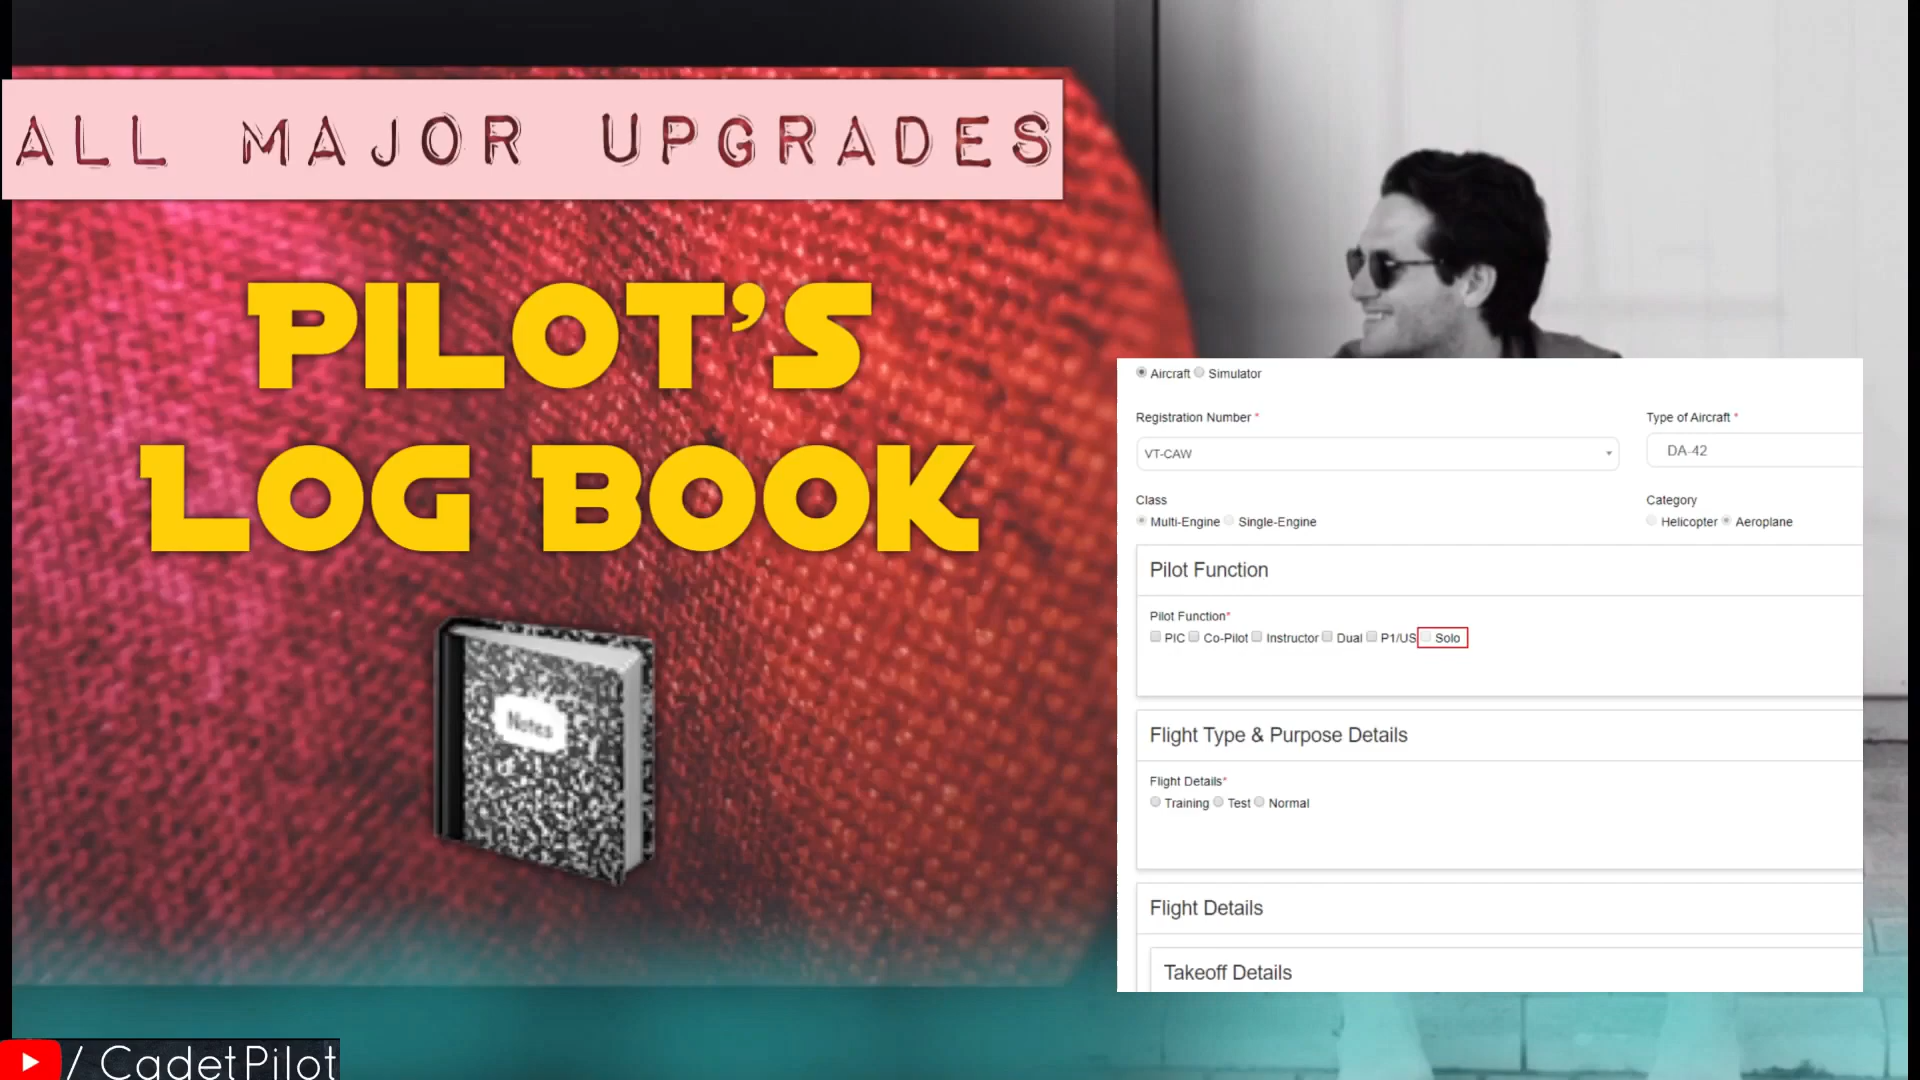 ALL MAJOR UPGRADES
PILOT'S
LOG BOOK
Notes
Aircraft Simulator
Registration Number *
Type of Aircraft *
VT-CAW
DA-42
Class
Category
Multi-Engine Single-Engine
Helicopter Aeroplane
Pilot Function
Pilot Function*
PIC Co-Pilot Instructor Dual P1/US Solo
Flight Type & Purpose Details
Flight Details*
Training Test Normal
Flight Details
Takeoff Details
/ CadetPilot